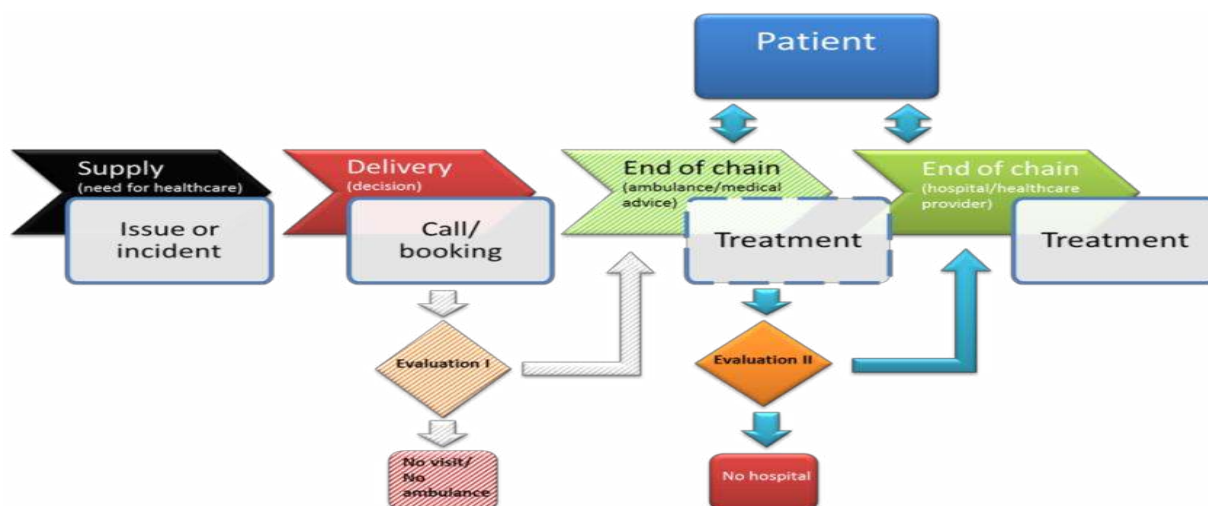 Patient
Supply
(need for healthcare)
Issue or
incident
Delivery
(decision)
Call/
booking
End of chain
(ambulance/medical
advice)
Treatment
End of chain
(hospital/healthcare
provider)
Treatment
Evaluation I
Evaluation II
No visit/
No
ambulance
No hospital